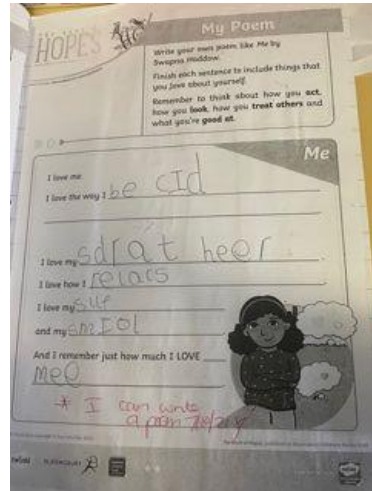 HOPES
My Poem
Write your own poem like Me by
Swapna Haddow.
Finish each sentence to include things that
you love about yourself.
Remember to think about how you act,
how you look, how you treat others and
what you're good at.
Me
I love me.
I love the way I be cId
I love my sdrat heer.
I love how I relacs.
I love my
and my smiol
And I remember just how much I LOVE
mee
* I can write
a poem
twinkl
BLOOMSBURY